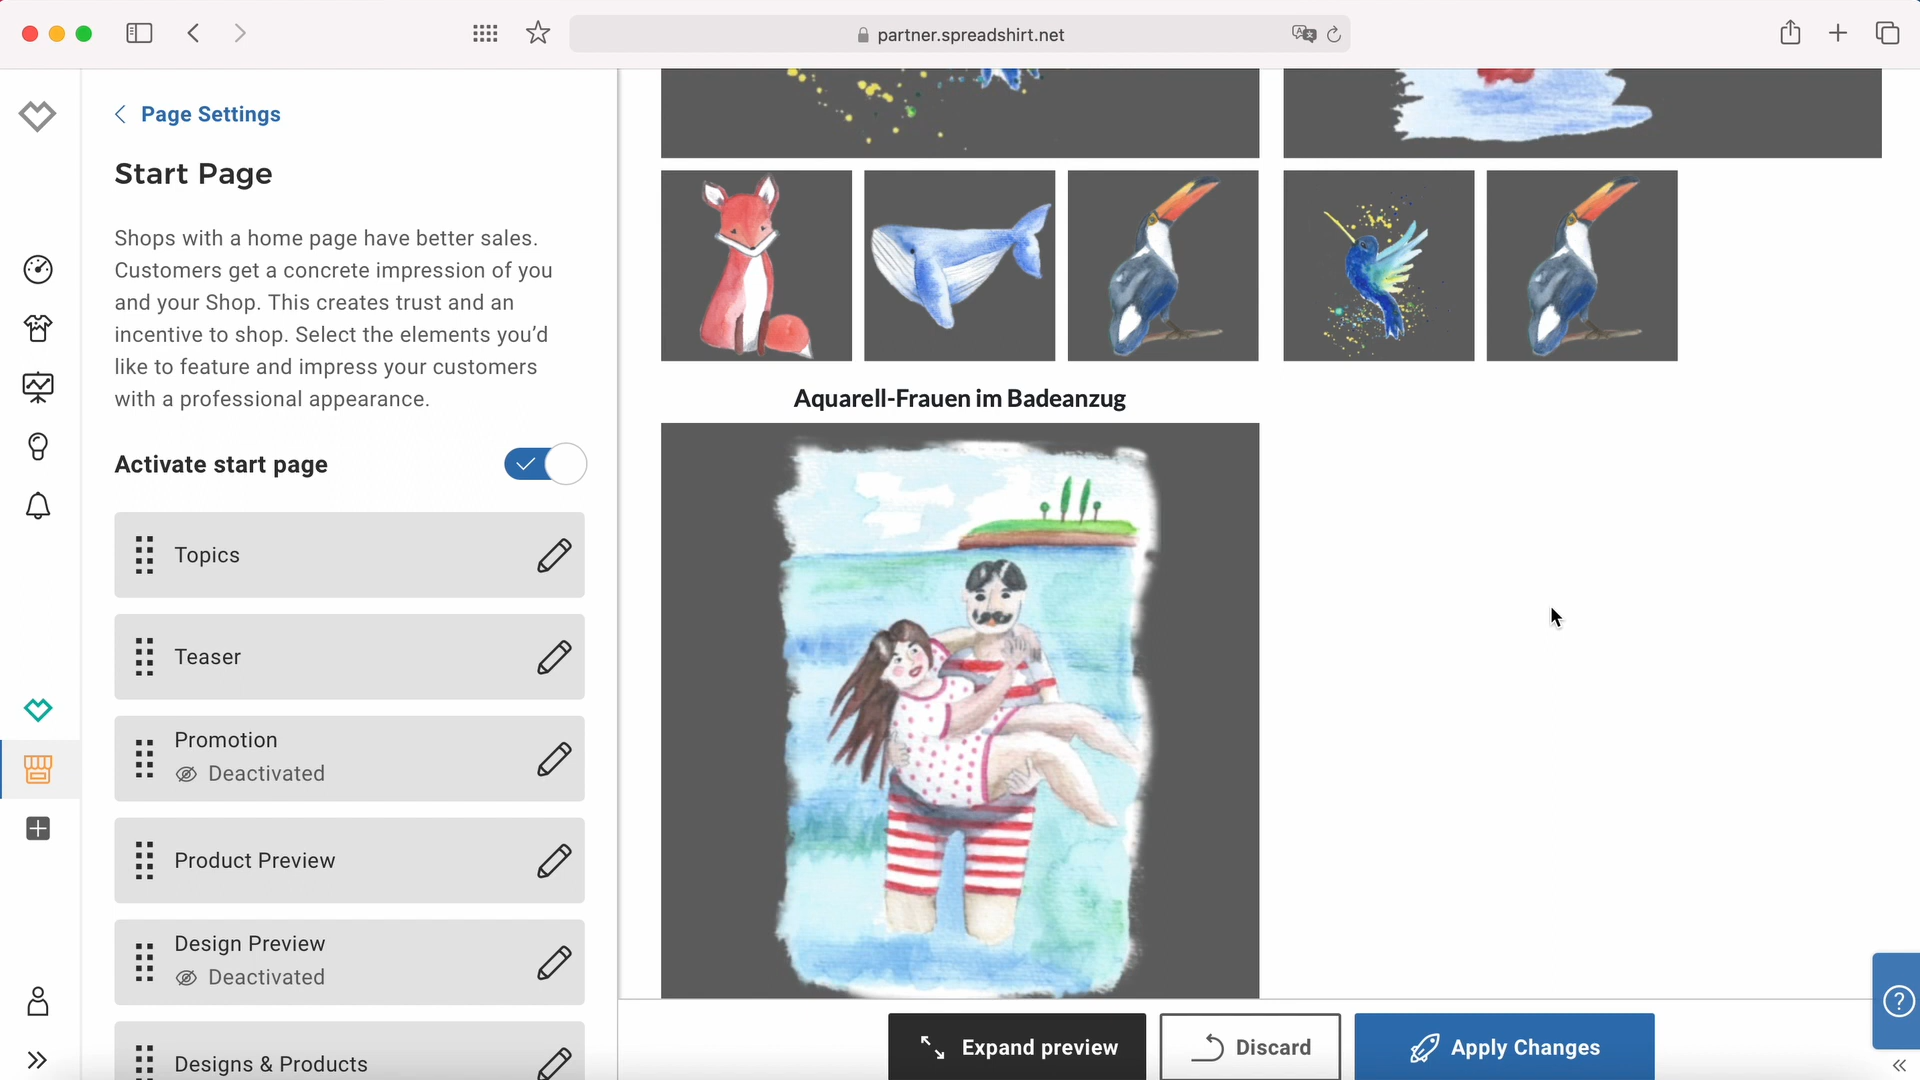 partner.spreadshirt.net
Page Settings
Start Page
Shops with a home page have better sales.
Customers get a concrete impression of you
and your Shop. This creates trust and an
incentive to shop. Select the elements you’d
like to feature and impress your customers
with a professional appearance.
Activate start page
Topics
Teaser
Promotion
Deactivated
Product Preview
Design Preview
Deactivated
Designs & Products
Aquarell-Frauen im Badeanzug
Expand preview
Discard
Apply Changes